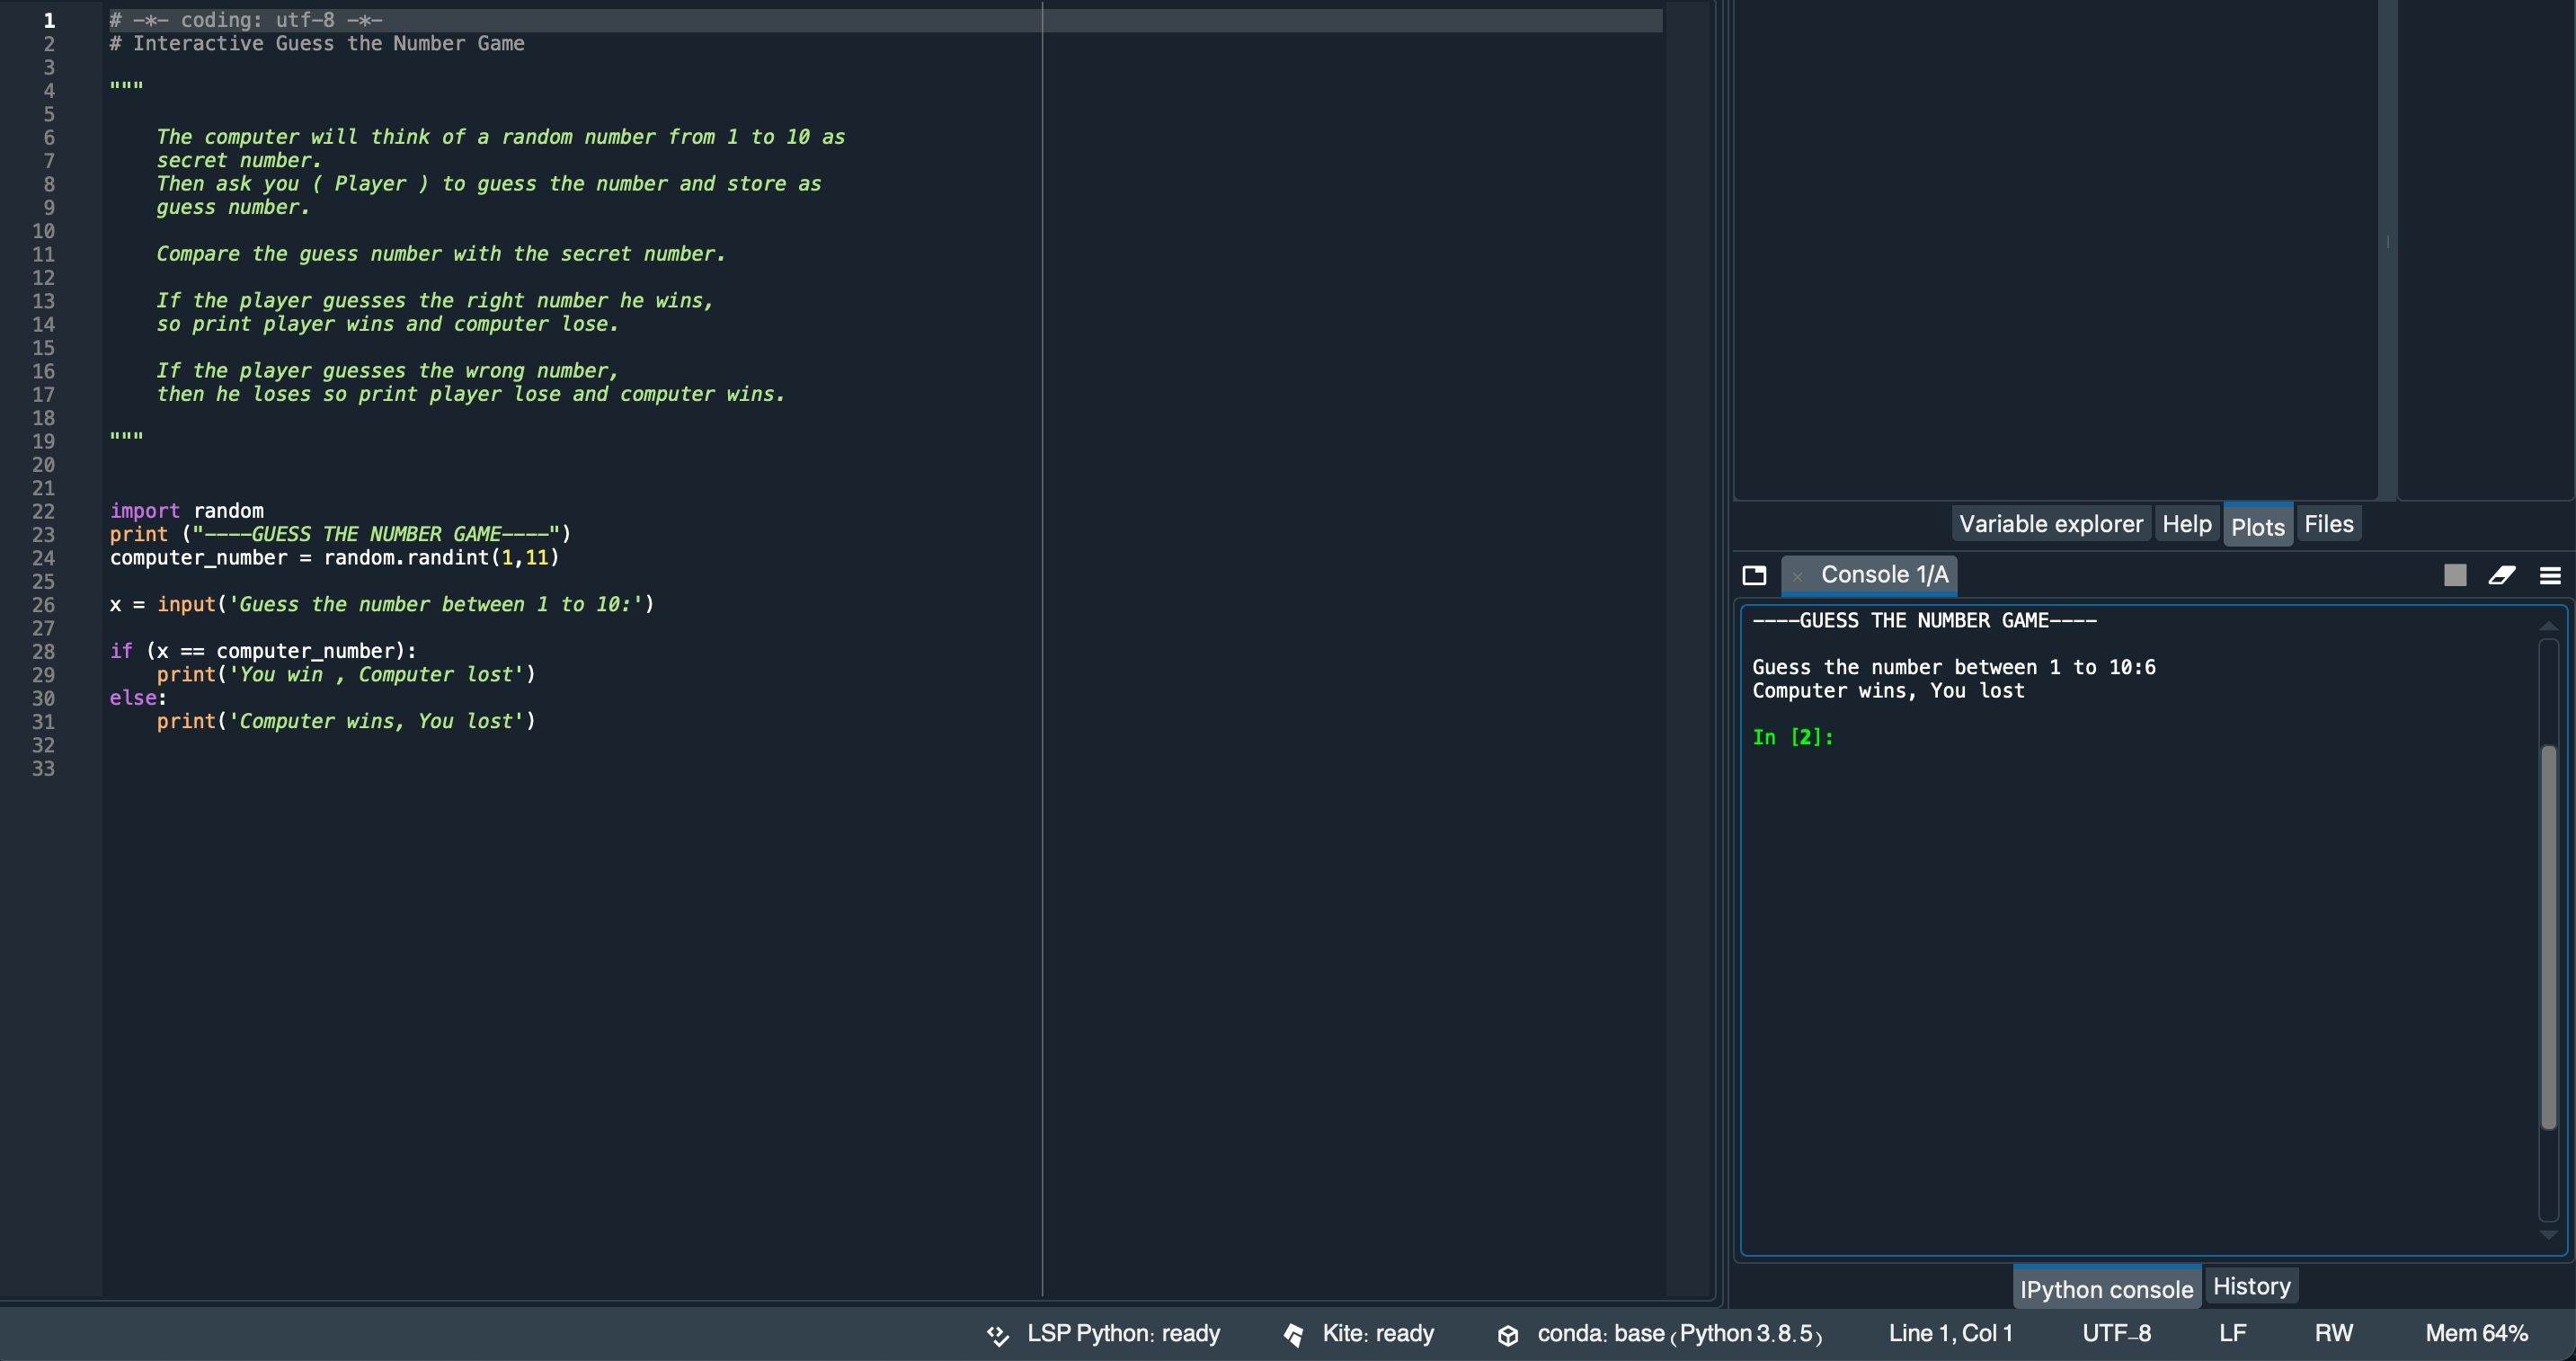 1 # -*- coding: utf-8 -*-
2 # Interactive Guess the Number Game
3
4 """
5
6 The computer will think of a random number from 1 to 10 as
7 secret number.
8 Then ask you ( Player ) to guess the number and store as
9 guess number.
10
11 Compare the guess number with the secret number.
12
13 If the player guesses the right number he wins,
14 so print player wins and computer lose.
15
16 If the player guesses the wrong number,
17 then he loses so print player lose and computer wins.
18
19 """
20
21
22 import random
23 print ("----GUESS THE NUMBER GAME----")
24 computer_number = random.randint(1,11)
25
26 x = input('Guess the number between 1 to 10:')
27
28 if (x == computer_number):
29     print('You win , Computer lost')
30 else:
31     print('Computer wins, You lost')
32
33
Variable explorer Help Plots Files
Console 1/A
----GUESS THE NUMBER GAME----
Guess the number between 1 to 10:6
Computer wins, You lost
In [2]:
IPython console History
LSP Python: ready Kite: ready conda: base (Python 3.8.5) Line 1, Col 1 UTF-8 LF RW Mem 64%